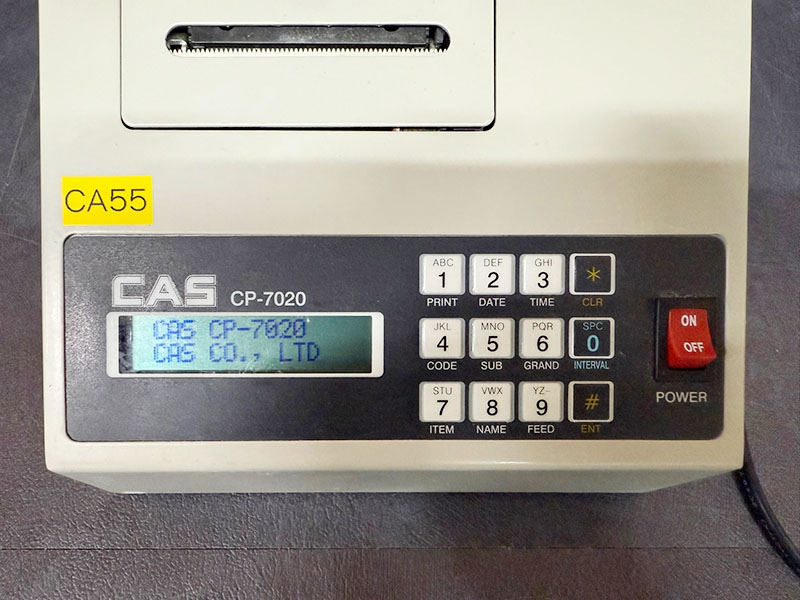 CA55
CAS CP-7020
CAS CP-7020
CAS CO., LTD
ABC DEF GHI
1 2 3 *
PRINT DATE TIME CLR
JKL MNO PQR SPC
4 5 6 0
CODE SUB GRAND INTERVAL
STU VWX YZ-
7 8 9 #
ITEM NAME FEED ENT
ON
OFF
POWER